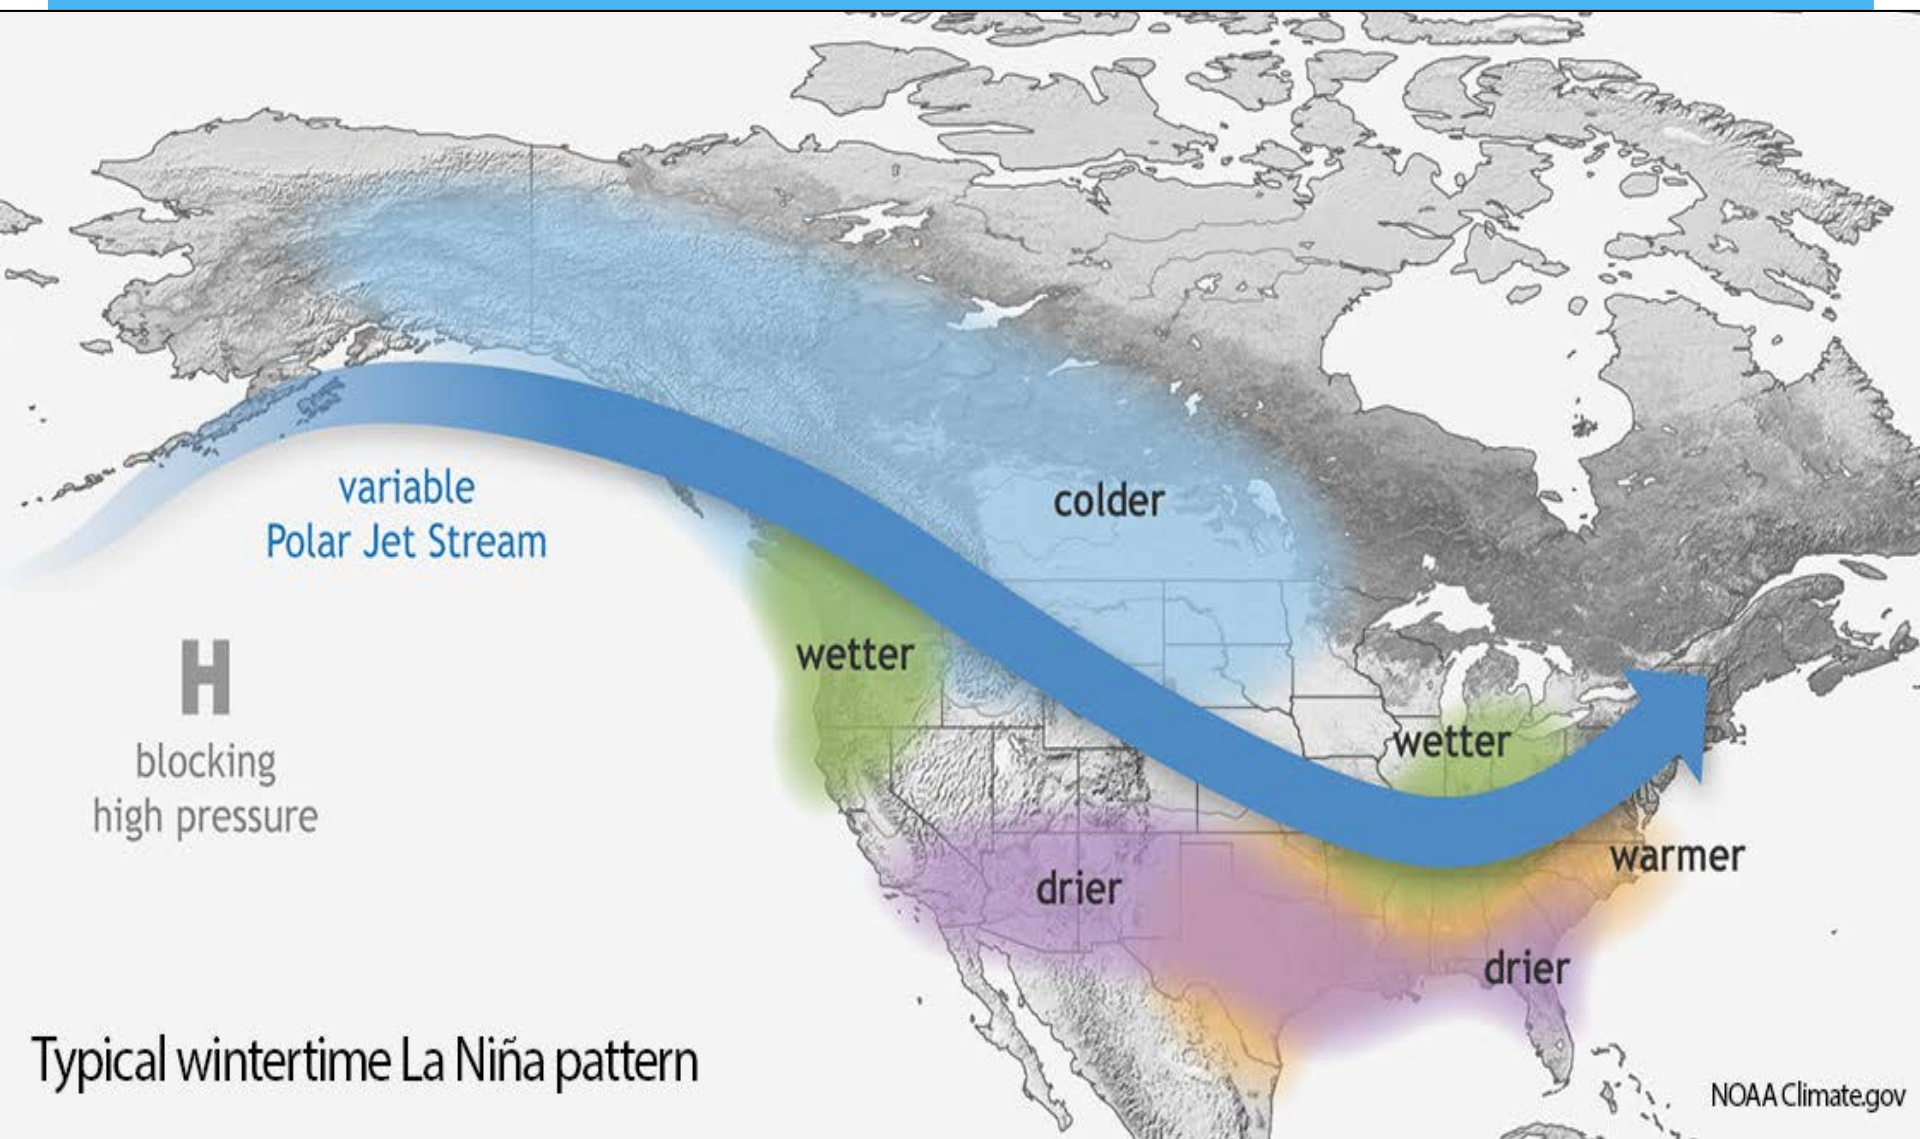 colder
variable
Polar Jet Stream
wetter
H
blocking
high pressure
wetter
warmer
drier
drier
Typical wintertime La Niña pattern
NOAA Climate.gov